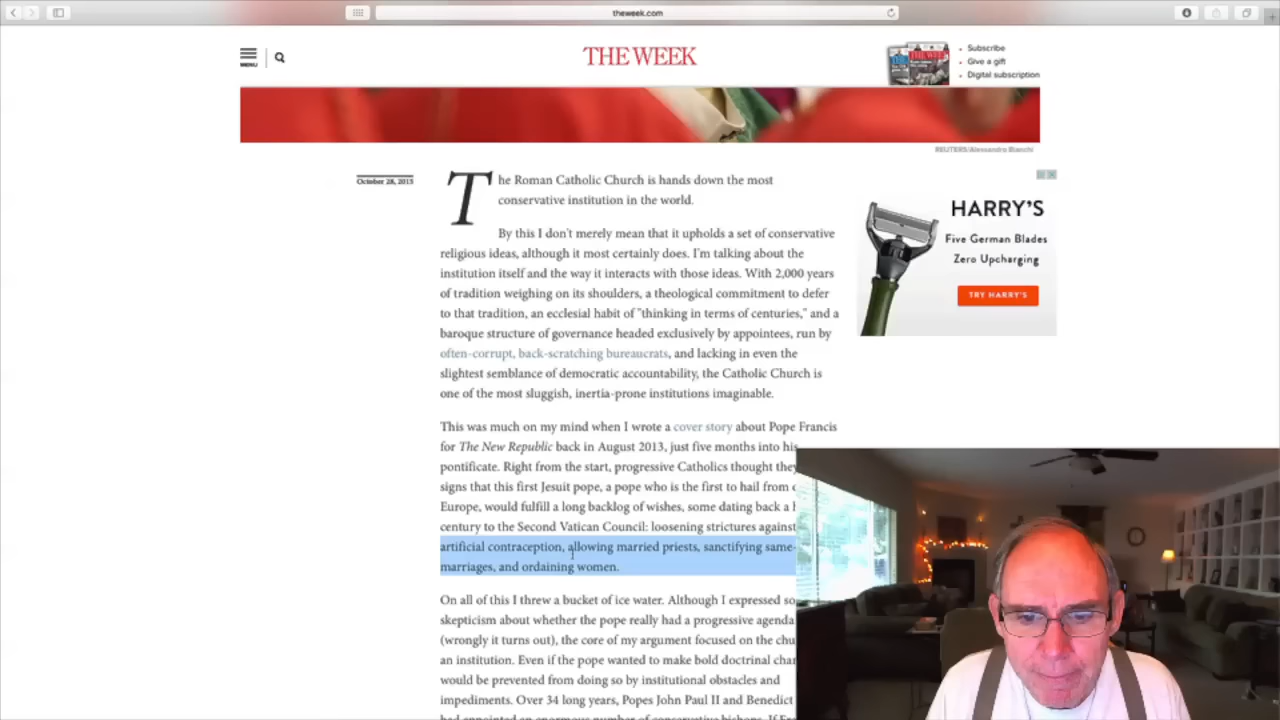 theweek.com
MENU
THE WEEK
Subscribe
Give a gift
Digital subscription
REUTERS/Alessandro Bianchi
October 28, 2015
The Roman Catholic Church is hands down the most
conservative institution in the world.
By this I don't merely mean that it upholds a set of conservative
religious ideas, although it most certainly does. I'm talking about the
institution itself and the way it interacts with those ideas. With 2,000 years
of tradition weighing on its shoulders, a theological commitment to defer
to that tradition, an ecclesial habit of "thinking in terms of centuries," and a
baroque structure of governance headed exclusively by appointees, run by
often-corrupt, back-scratching bureaucrats, and lacking in even the
slightest semblance of democratic accountability, the Catholic Church is
one of the most sluggish, inertia-prone institutions imaginable.
HARRY'S
Five German Blades
Zero Upcharging
TRY HARRY'S
This was much on my mind when I wrote a cover story about Pope Francis
for The New Republic back in August 2013, just five months into his
pontificate. Right from the start, progressive Catholics thought they
signs that this first Jesuit pope, a pope who is the first to hail from
Europe, would fulfill a long backlog of wishes, some dating back a
century to the Second Vatican Council: loosening strictures against
artificial contraception, allowing married priests, sanctifying same-
marriages, and ordaining women.
On all of this I threw a bucket of ice water. Although I expressed
skepticism about whether the pope really had a progressive agenda
(wrongly it turns out), the core of my argument focused on the
an institution. Even if the pope wanted to make bold doctrinal
would be prevented from doing so by institutional obstacles and
impediments. Over 34 long years, Popes John Paul II and Benedict
had appointed an enormous number of conservative bishops. If